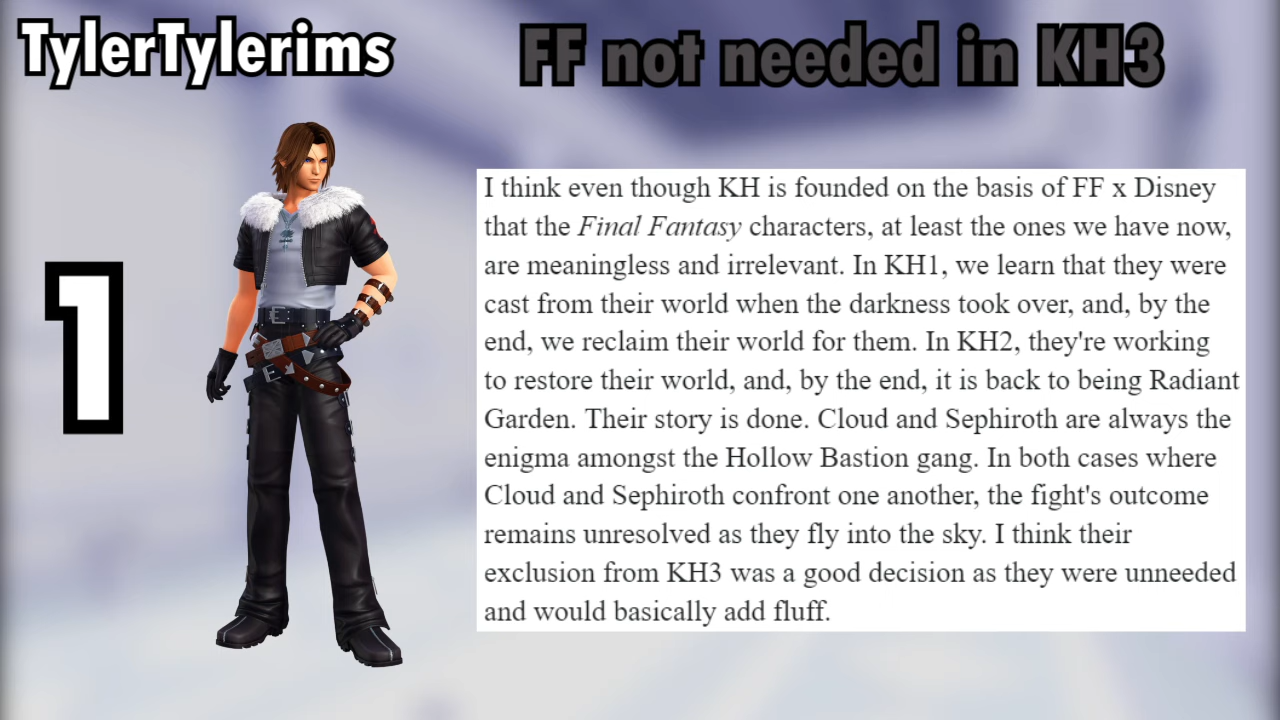 TylerTylerims
FF not needed in KH3
1
I think even though KH is founded on the basis of FF x Disney
that the Final Fantasy characters, at least the ones we have now,
are meaningless and irrelevant. In KH1, we learn that they were
cast from their world when the darkness took over, and, by the
end, we reclaim their world for them. In KH2, they're working
to restore their world, and, by the end, it is back to being Radiant
Garden. Their story is done. Cloud and Sephiroth are always the
enigma amongst the Hollow Bastion gang. In both cases where
Cloud and Sephiroth confront one another, the fight's outcome
remains unresolved as they fly into the sky. I think their
exclusion from KH3 was a good decision as they were unneeded
and would basically add fluff.